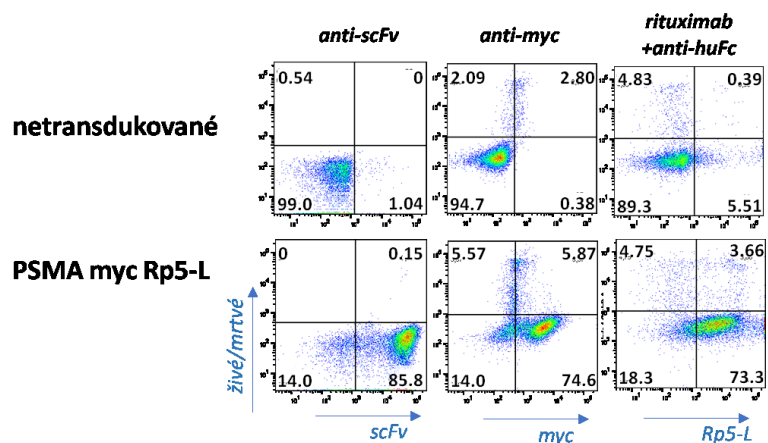 anti-scFv anti-myc rituximab
+anti-huFc
0.54 0 2.09 2.80 4.83 0.39
netransdukované
99.0 1.04 94.7 0.38 89.3 5.51
PSMA myc Rp5-L
0 0.15 5.57 5.87 4.75 3.66
živé/mrtvé
14.0 85.8 14.0 74.6 18.3 73.3
scFv myc Rp5-L